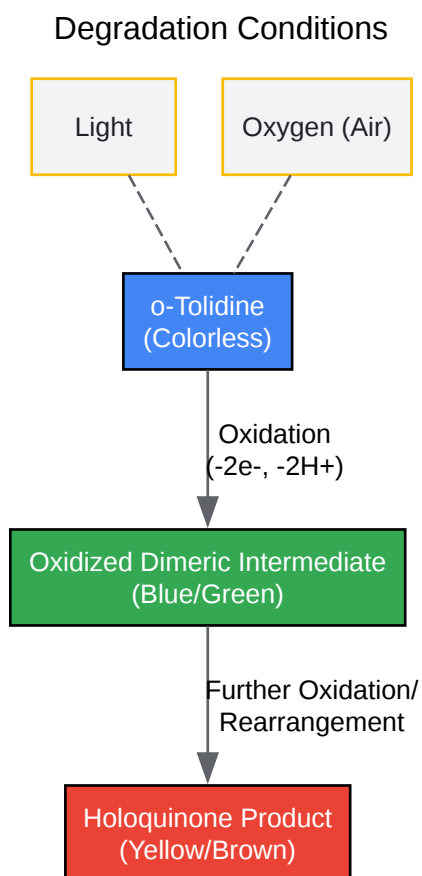 Degradation Conditions
Light
Oxygen (Air)
o-Tolidine
(Colorless)
Oxidation
(-2e-, -2H+)
Oxidized Dimeric Intermediate
(Blue/Green)
Further Oxidation/
Rearrangement
Holoquinone Product
(Yellow/Brown)